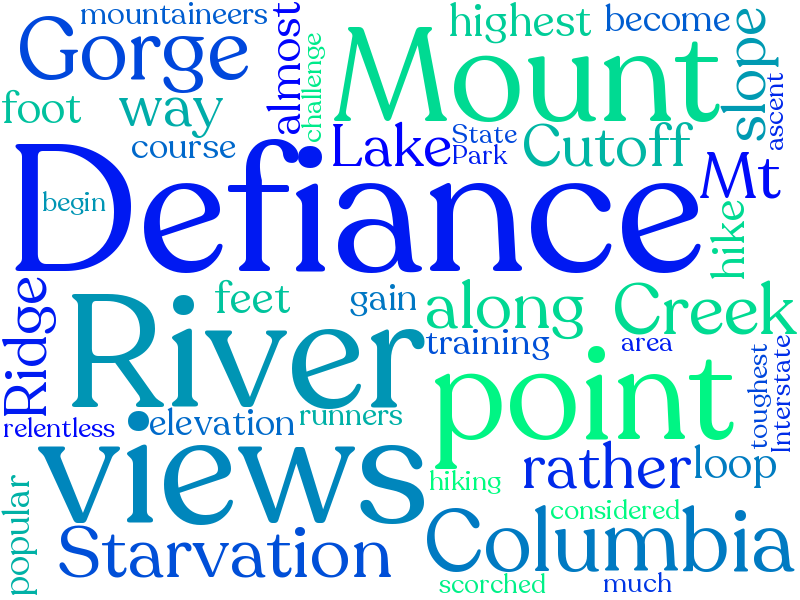 mountaineers
highest
become
Gorge
almost
challenge
Mount
slope
ascent
foot
way
course
Lake
State
Park
Cutoff
Mt
Defiance
begin
hike
Ridge
feet
gain
along
Creek
River
training
area
point
toughest
Interstate
relentless
elevation
runners
views
rather
loop
hiking
popular
Starvation
considered
Columbia
scorched
much